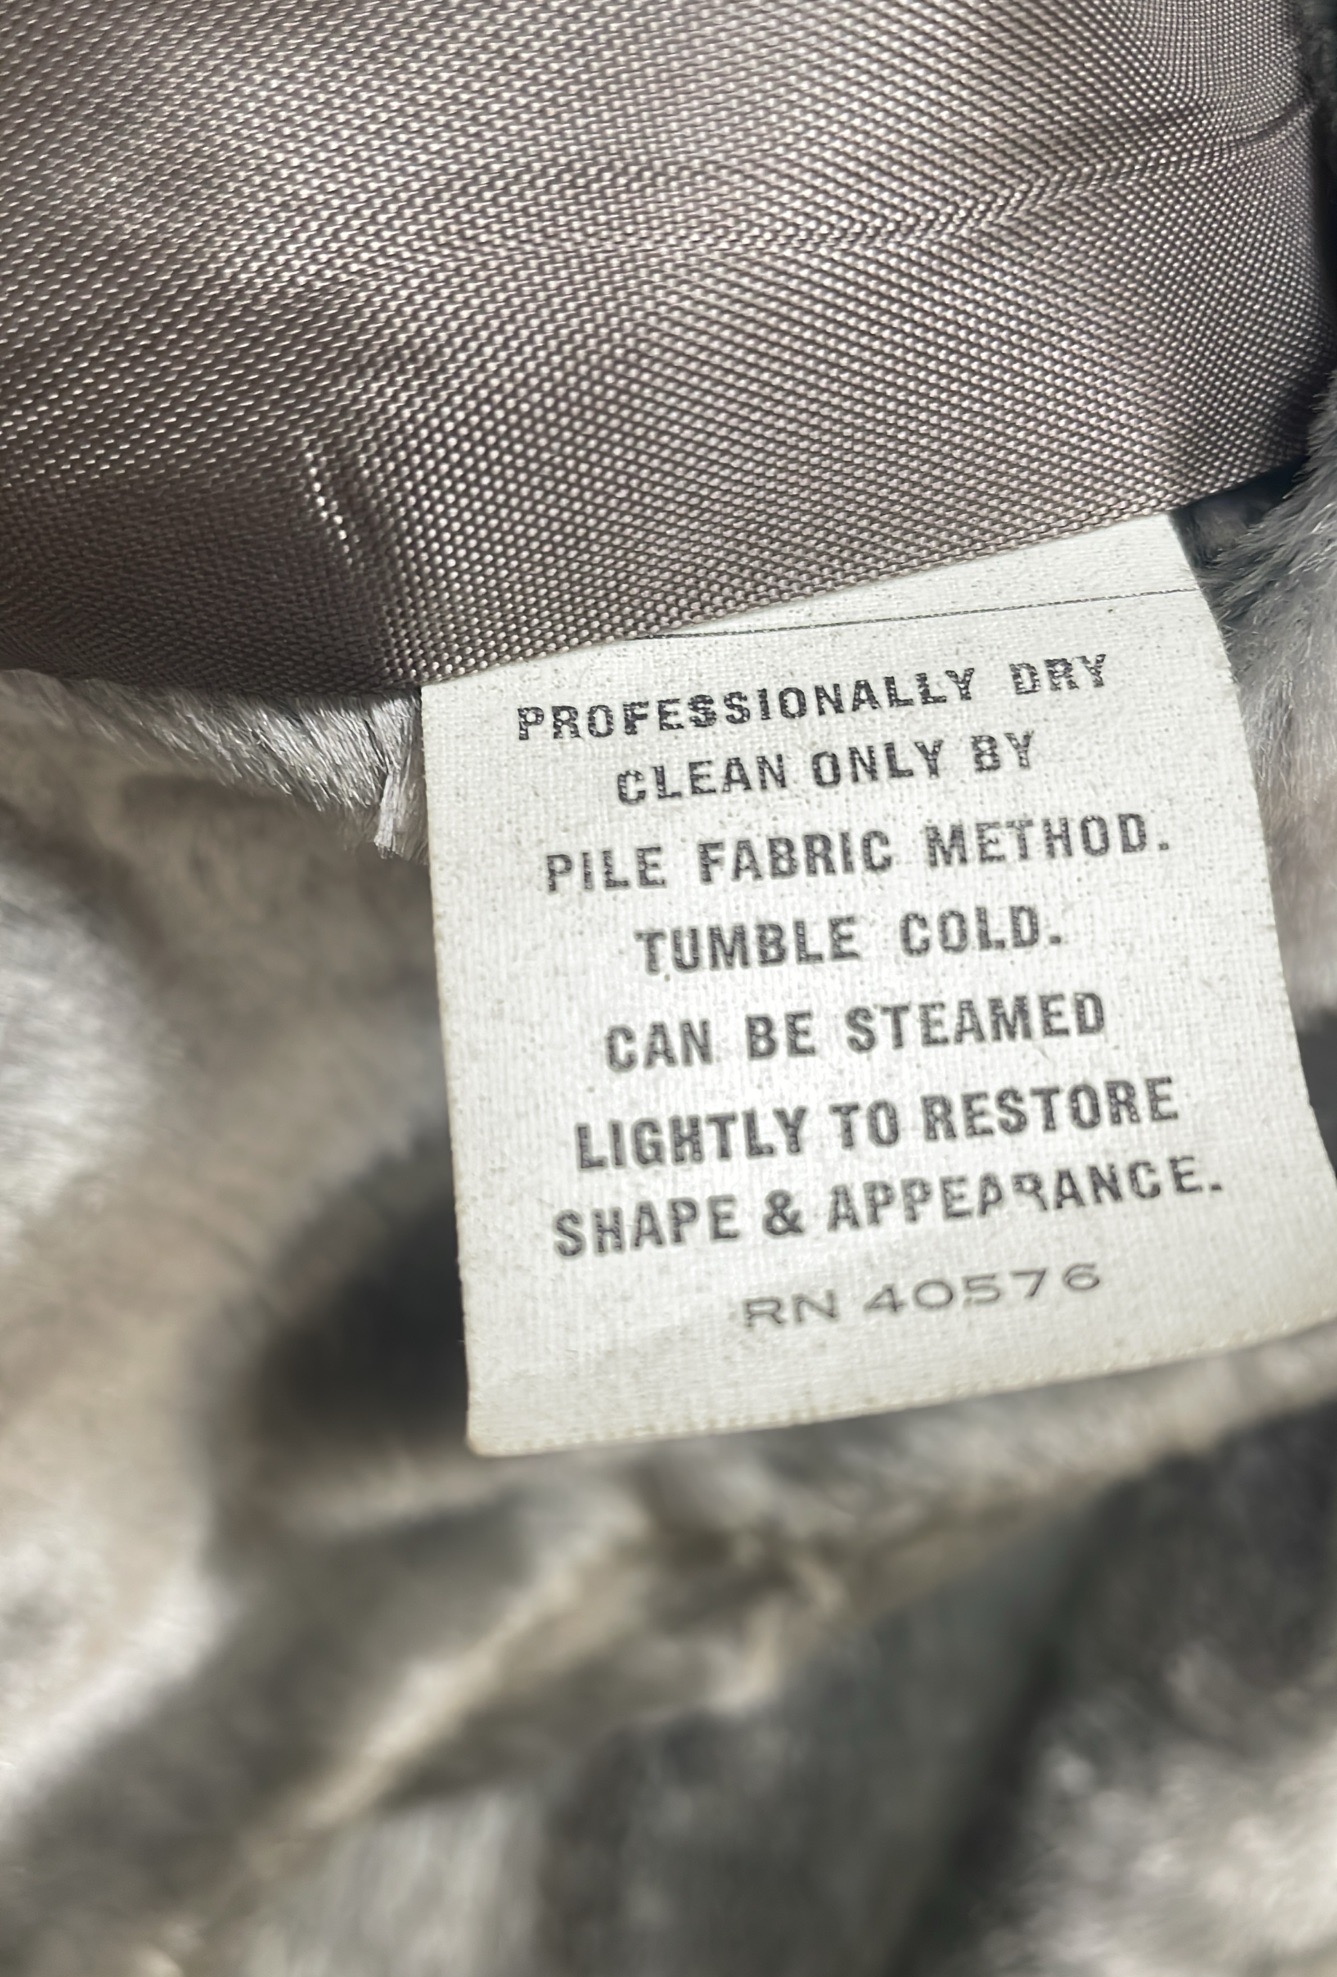 PROFESSIONALLY DRY
CLEAN ONLY BY
PILE FABRIC METHOD.
TUMBLE COLD.
CAN BE STEAMED
LIGHTLY TO RESTORE
SHAPE & APPEARANCE.
RN 40576